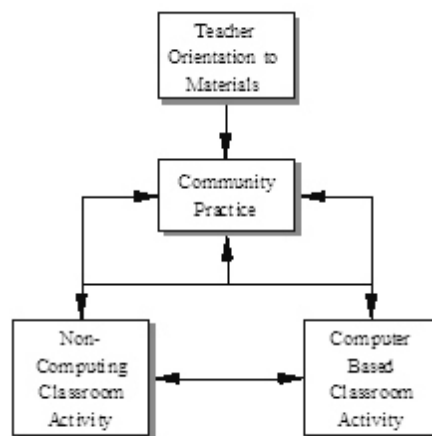 Teacher
Orientation to
Materials
Community
Practice
Non-
Computing
Classroom
Activity
Computer
Based
Classroom
Activity